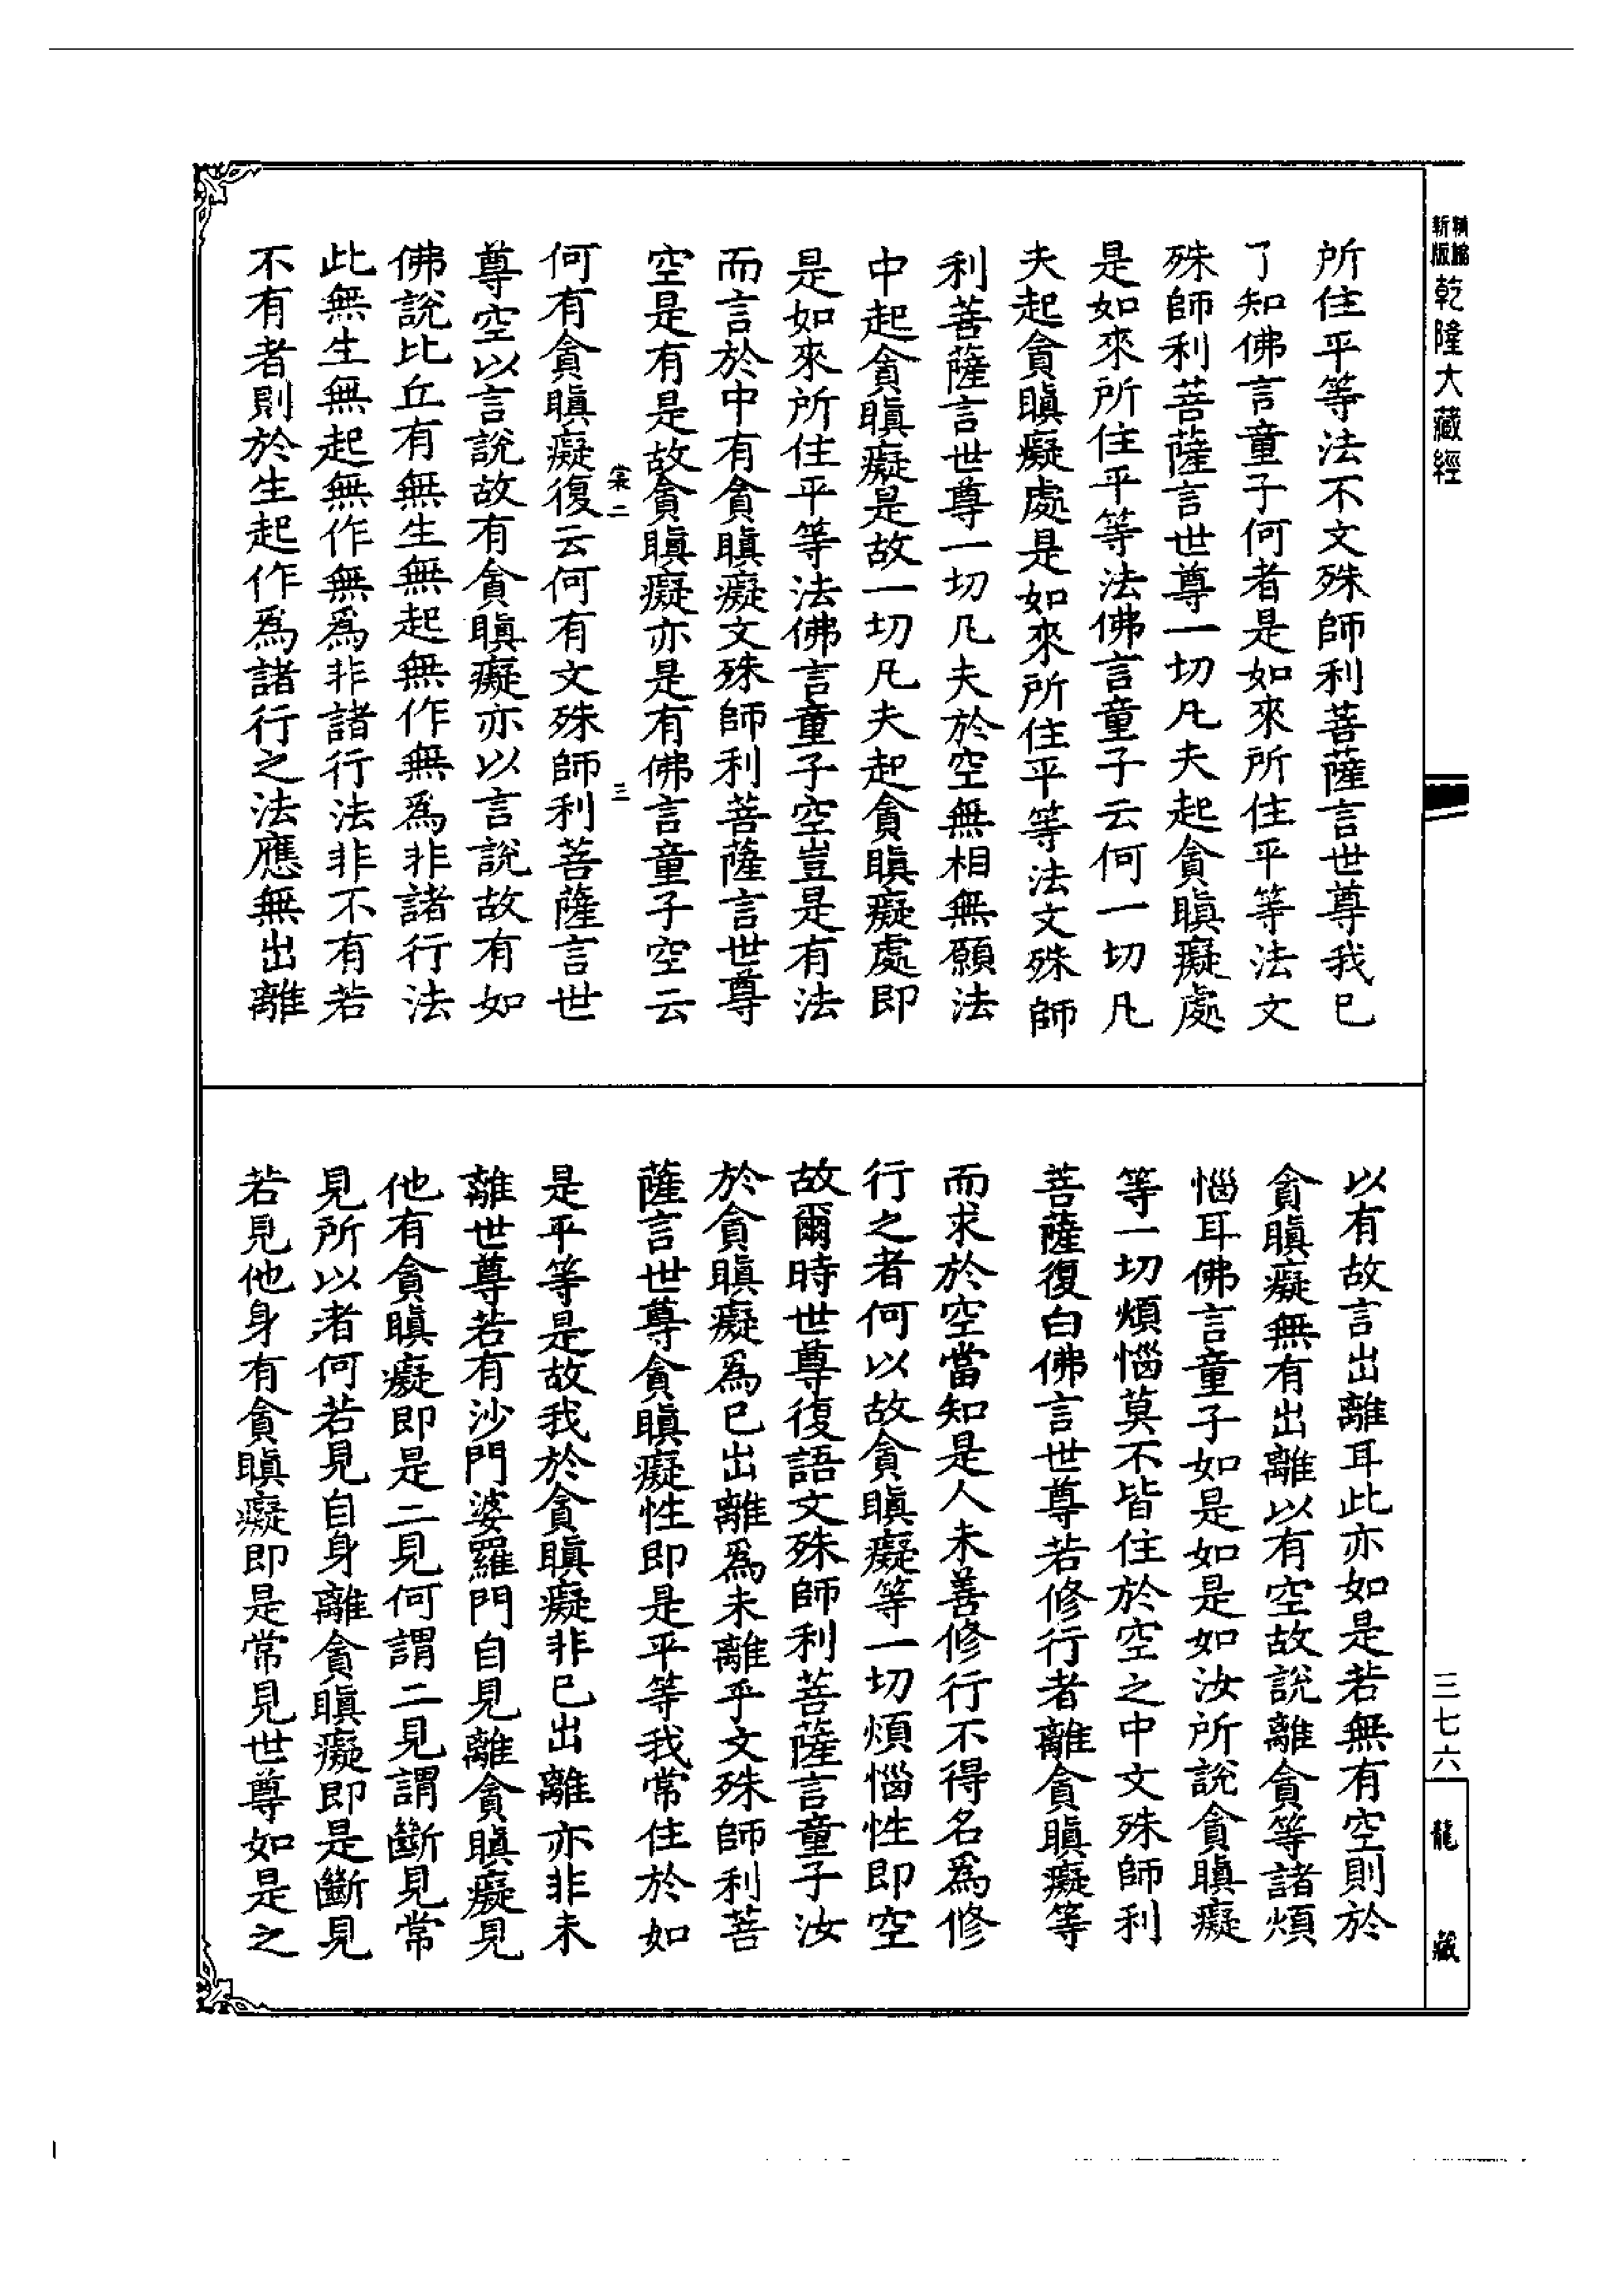 精編
新版
乾隆大藏經
所住平等法不文殊師利菩薩言世尊我已
了知佛言童子何者是如來所住平等法文
殊師利菩薩言世尊一切凡夫起貪瞋癡處
是如來所住平等法佛言童子云何一切凡
夫起貪瞋癡處是如來所住平等法文殊師
利菩薩言世尊一切凡夫於空無相無願法
中起貪瞋癡是故一切凡夫起貪瞋癡處即
是如來所住平等法佛言童子空豈是有法
而言於中有貪瞋癡文殊師利菩薩言世尊
空是有是故貪瞋癡亦是有佛言童子空云
裳二 三
何有貪瞋癡復云何有文殊師利菩薩言世
尊空以言說故有貪瞋癡亦以言說故有如
佛說比丘有無生無起無作無為非諸行法
此無生無起無作無為非諸行法非不有若
不有者則於生起作為諸行之法應無出離
以有故言出離耳此亦如是若無有空則於
貪瞋癡無有出離以有空故說離貪等諸煩
惱耳佛言童子如是如是如汝所說貪瞋癡
等一切煩惱莫不皆住於空之中文殊師利
菩薩復白佛言世尊若修行者離貪瞋癡等
而求於空當知是人未善修行不得名為修
行之者何以故貪瞋癡等一切煩惱性即空
故爾時世尊復語文殊師利菩薩言童子汝
於貪瞋癡為已出離為未離乎文殊師利菩
薩言世尊貪瞋癡性即是平等我常住於如
是平等是故我於貪瞋癡非已出離亦非未
離世尊若有沙門婆羅門自見離貪瞋癡見
他有貪瞋癡即是二見何謂二見謂斷見常
見所以者何若見自身離貪瞋癡即是斷見
若見他身有貪瞋癡即是常見世尊如是之
三七六
龍藏